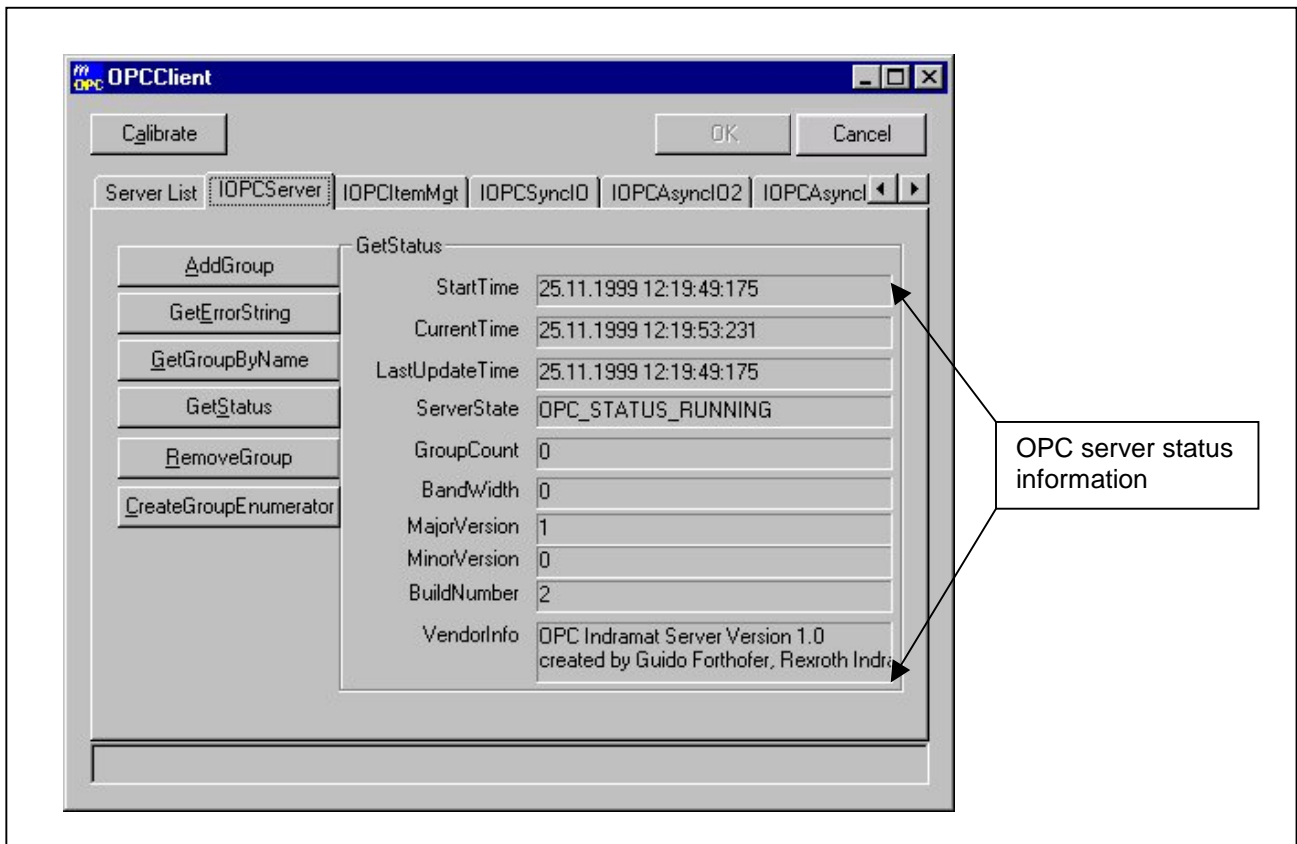 m
OPC OPCClient
Calibrate
OK
Cancel
Server List
IOPCServer
IOPCItemMgt
IOPCSyncIO
IOPCAsyncIO2
IOPCAsyncI
AddGroup
GetErrorString
GetGroupByName
GetStatus
RemoveGroup
CreateGroupEnumerator
GetStatus
StartTime 25.11.1999 12:19:49:175
CurrentTime 25.11.1999 12:19:53:231
LastUpdateTime 25.11.1999 12:19:49:175
ServerState OPC_STATUS_RUNNING
GroupCount 0
BandWidth 0
MajorVersion 1
MinorVersion 0
BuildNumber 2
VendorInfo OPC Indramat Server Version 1.0
created by Guido Forthofer, Rexroth Indra
OPC server status
information